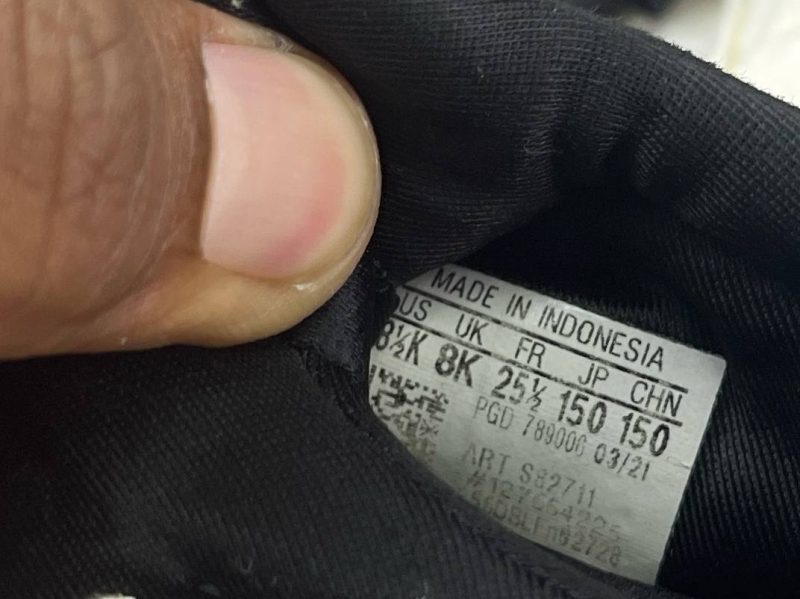 MADE IN INDONESIA
US UK FR JP CHN
8½K 8K 25½ 150 150
PGD 789006 03/21
ART S82711